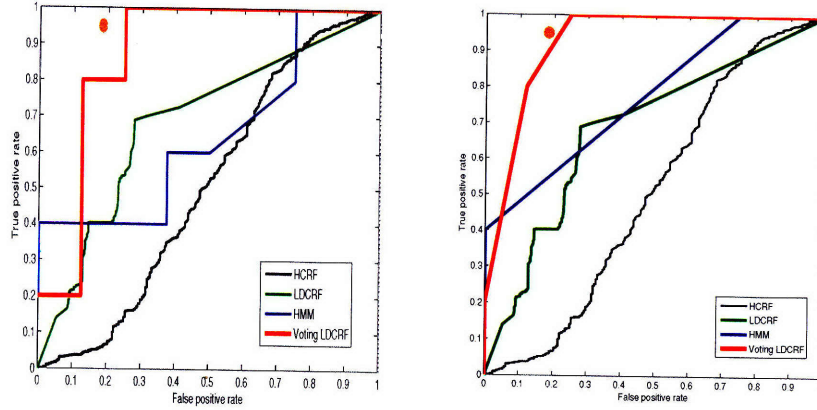 1
0.9
0.8
0.7
0.6
0.5
0.4
0.3
0.2
0.1
0
True positive rate
HCRF
LDCRF
HMM
Voting LDCRF
0 0.1 0.2 0.3 0.4 0.5 0.6 0.7 0.8 0.9 1
False positive rate
1
0.9
0.8
0.7
0.6
0.5
0.4
0.3
0.2
0.1
0
True positive rate
HCRF
LDCRF
HMM
Voting LDCRF
0 0.1 0.2 0.3 0.4 0.5 0.6 0.7 0.8 0.9
False positive rate